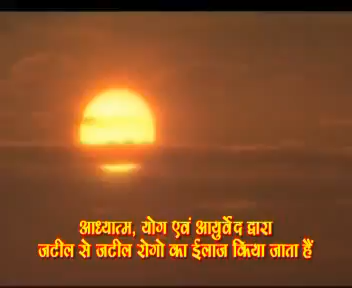 आध्यात्म, योग एवं आयुर्वेद द्वारा
जटील से जटील रोगो का ईलाज किया जाता हैं